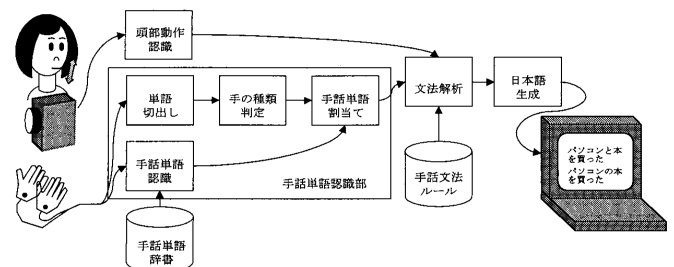 頭部動作
認識
単語
切出し
手の種類
判定
手話単語
割当て
手話単語
認識
手話単語認識部
手話単語
辞書
文法解析
手話文法
ルール
日本語
生成
パソコンと本
を買った
パソコンの本
を買った